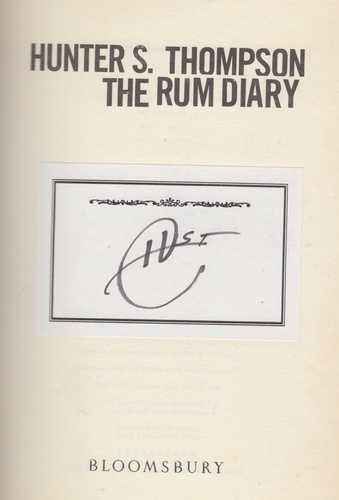 HUNTER S. THOMPSON
THE RUM DIARY
HST
BLOOMSBURY